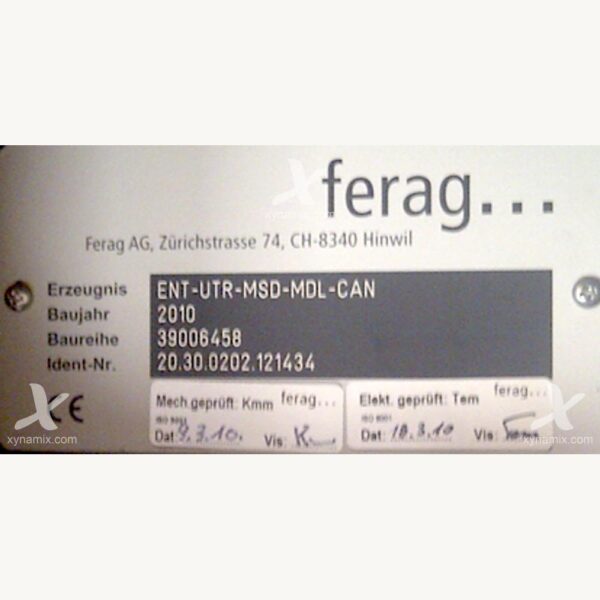 ferag...
Ferag AG, Zürichstrasse 74, CH-8340 Hinwil
Erzeugnis ENT-UTR-MSD-MDL-CAN
Baujahr 2010
Baureihe 39006458
Ident-Nr. 20.30.0202.121434
CE
Mech geprüft: Kmm ferag...
Dat: 9.3.10. Vis:
Elekt. geprüft: Tem ferag...
ISO 9001
Dat: 10.3.10 Vis:
xynamix.com
xynamix.com
xynamix.com